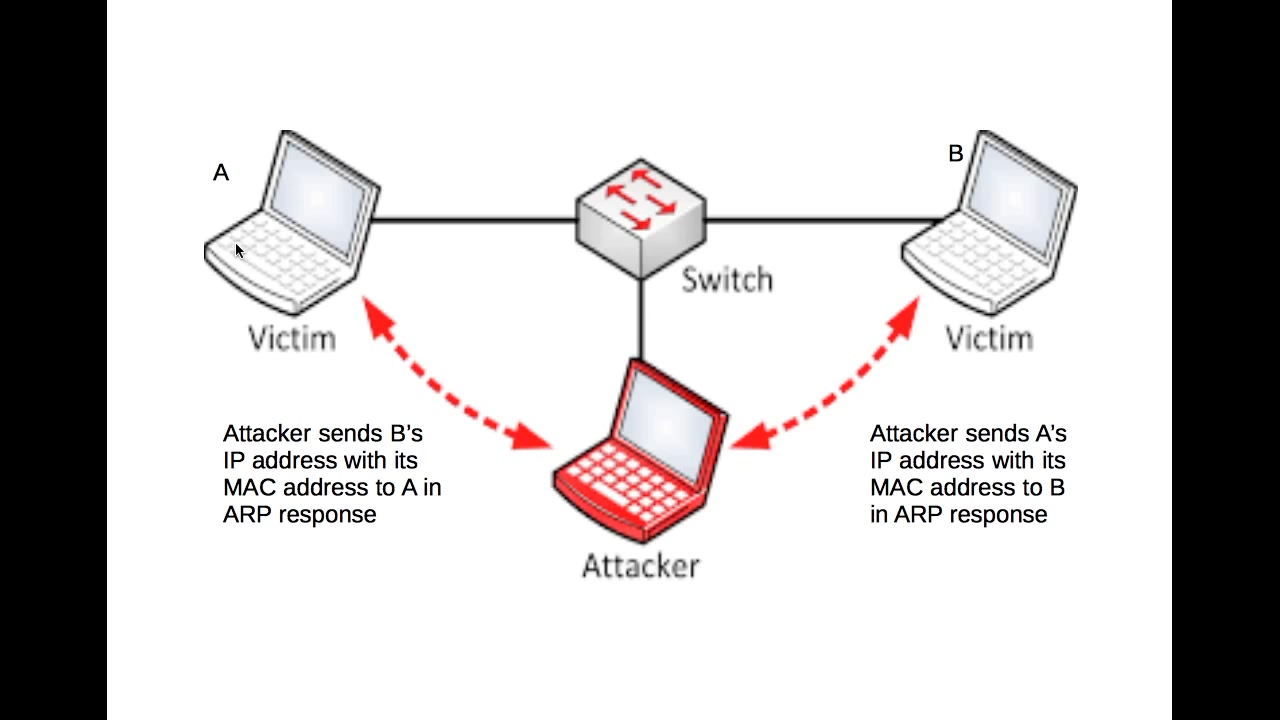 A
B
Switch
Victim
Victim
Attacker sends B’s
IP address with its
MAC address to A in
ARP response
Attacker sends A’s
IP address with its
MAC address to B
in ARP response
Attacker